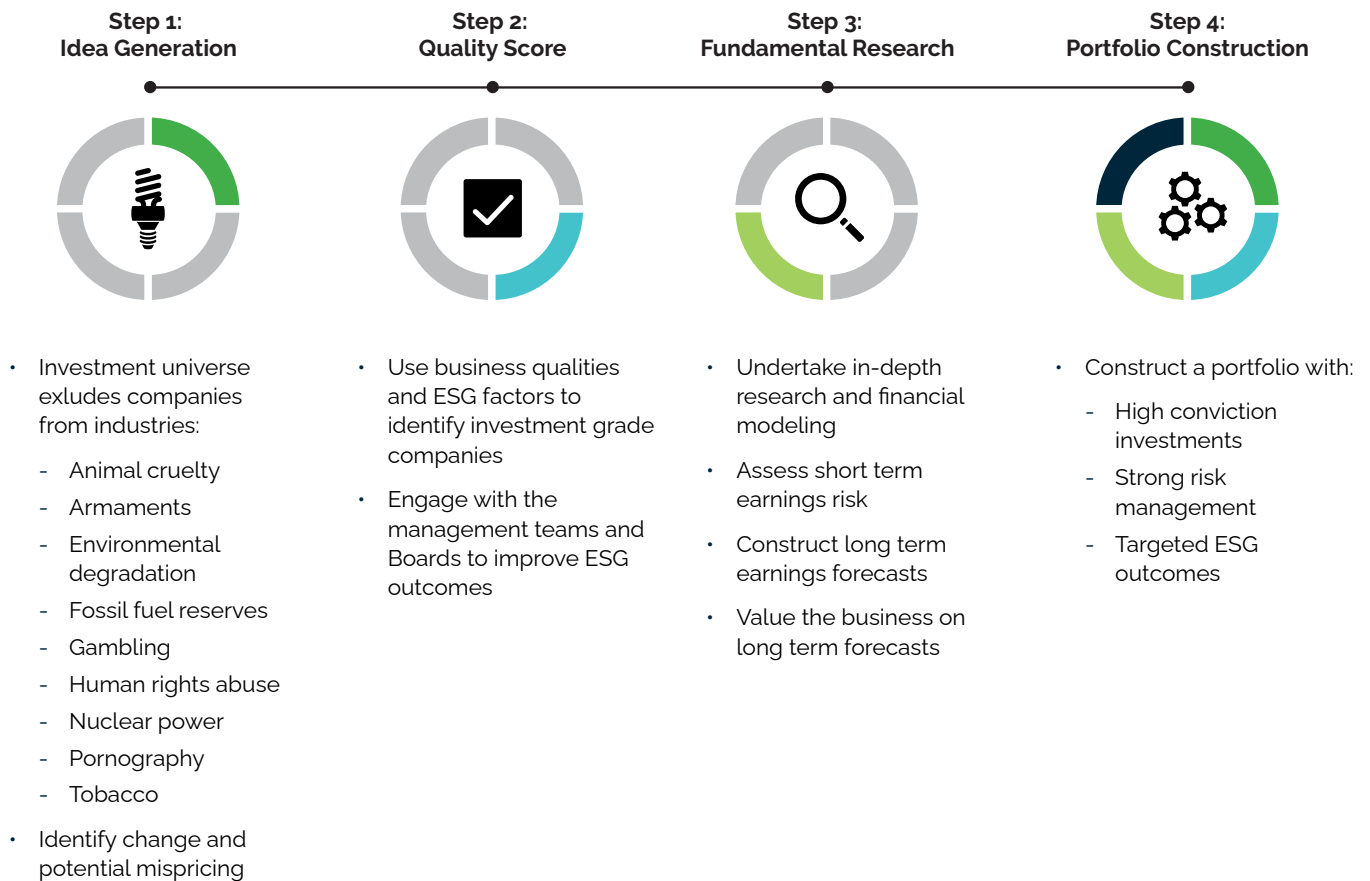 Step 1:
Idea Generation
• Investment universe
exludes companies
from industries:
- Animal cruelty
- Armaments
- Environmental
degradation
- Fossil fuel reserves
- Gambling
- Human rights abuse
- Nuclear power
- Pornography
- Tobacco
• Identify change and
potential mispricing
Step 2:
Quality Score
• Use business qualities
and ESG factors to
identify investment grade
companies
• Engage with the
management teams and
Boards to improve ESG
outcomes
Step 3:
Fundamental Research
• Undertake in-depth
research and financial
modeling
• Assess short term
earnings risk
• Construct long term
earnings forecasts
• Value the business on
long term forecasts
Step 4:
Portfolio Construction
• Construct a portfolio with:
- High conviction
investments
- Strong risk
management
- Targeted ESG
outcomes